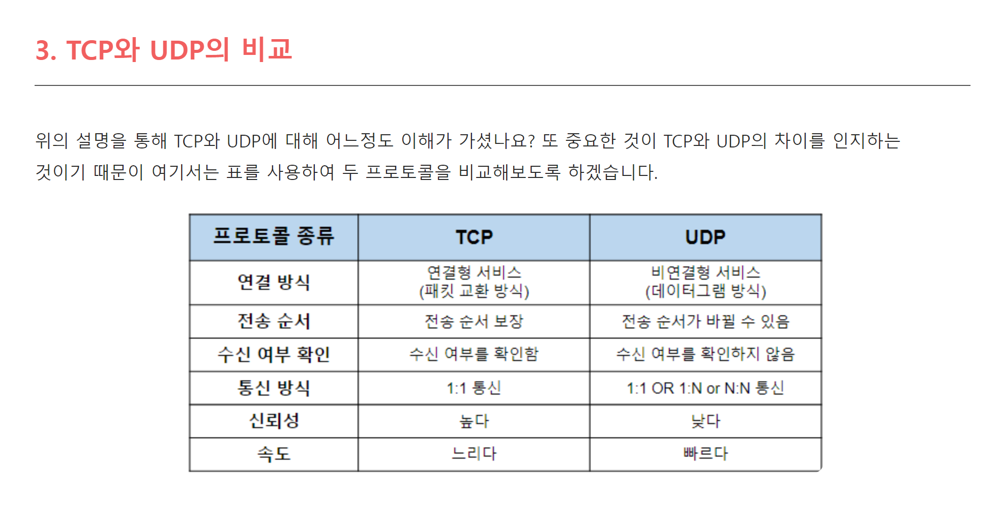 3. TCP와 UDP의 비교
위의 설명을 통해 TCP와 UDP에 대해 어느정도 이해가 가셨나요? 또 중요한 것이 TCP와 UDP의 차이를 인지하는
것이기 때문이 여기서는 표를 사용하여 두 프로토콜을 비교해보도록 하겠습니다.
프로토콜 종류 TCP UDP
연결 방식 연결형 서비스 (패킷 교환 방식) 비연결형 서비스 (데이터그램 방식)
전송 순서 전송 순서 보장 전송 순서가 바뀔 수 있음
수신 여부 확인 수신 여부를 확인함 수신 여부를 확인하지 않음
통신 방식 1:1 통신 1:1 OR 1:N or N:N 통신
신뢰성 높다 낮다
속도 느리다 빠르다